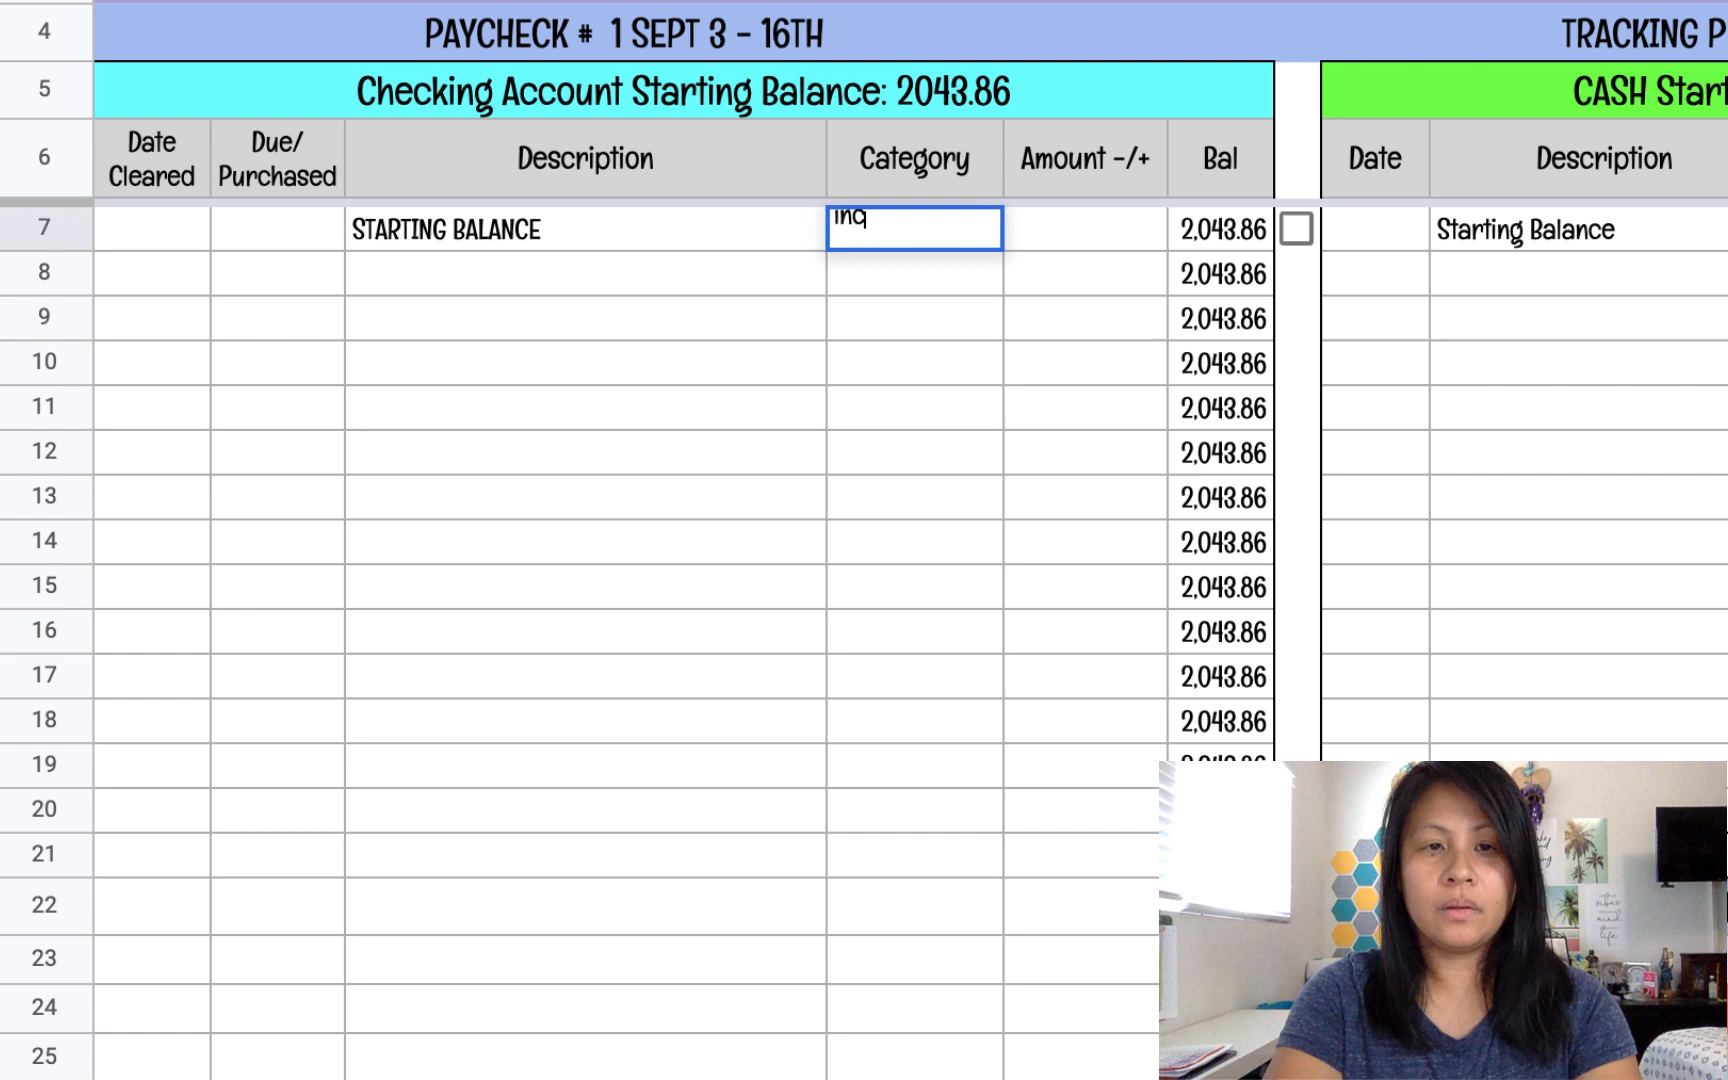 4 PAYCHECK # 1 SEPT 3 - 16TH TRACKING P
5 Checking Account Starting Balance: 2043.86 CASH Start
6 Date Cleared Due/ Purchased Description Category Amount -/+ Bal Date Description
7 STARTING BALANCE inq 2,043.86 Starting Balance
8 2,043.86
9 2,043.86
10 2,043.86
11 2,043.86
12 2,043.86
13 2,043.86
14 2,043.86
15 2,043.86
16 2,043.86
17 2,043.86
18 2,043.86
19
20
21
22
23
24
25
vibes
mind
life